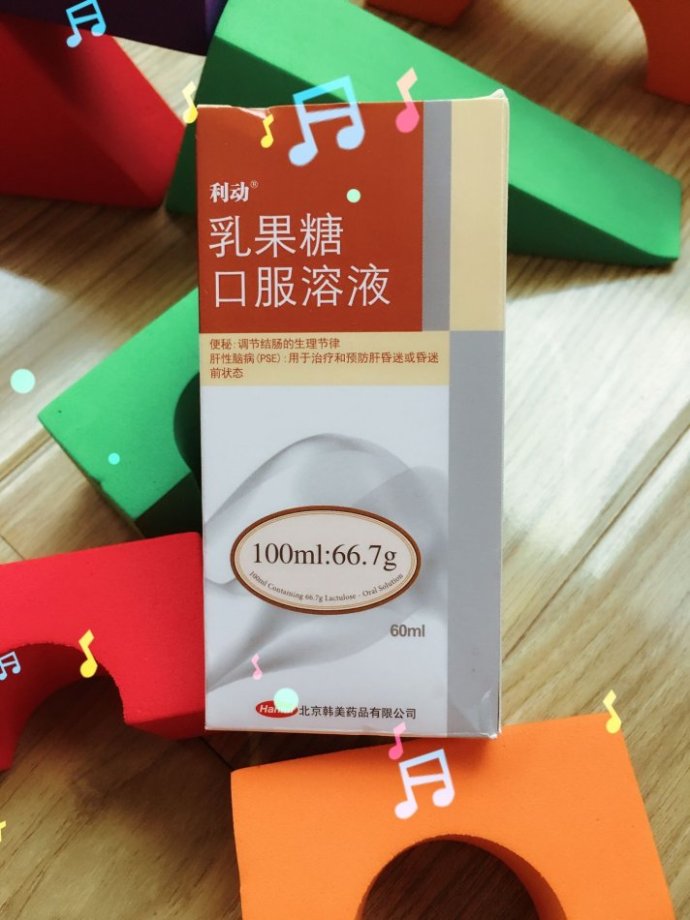 利动®
乳果糖
口服溶液
便秘:调节结肠的生理节律
肝性脑病(PSE):用于治疗和预防肝昏迷或昏迷
前状态
100ml:66.7g
100ml Containing 66.7g Lactulose - Oral Solution
60ml
北京韩美药品有限公司